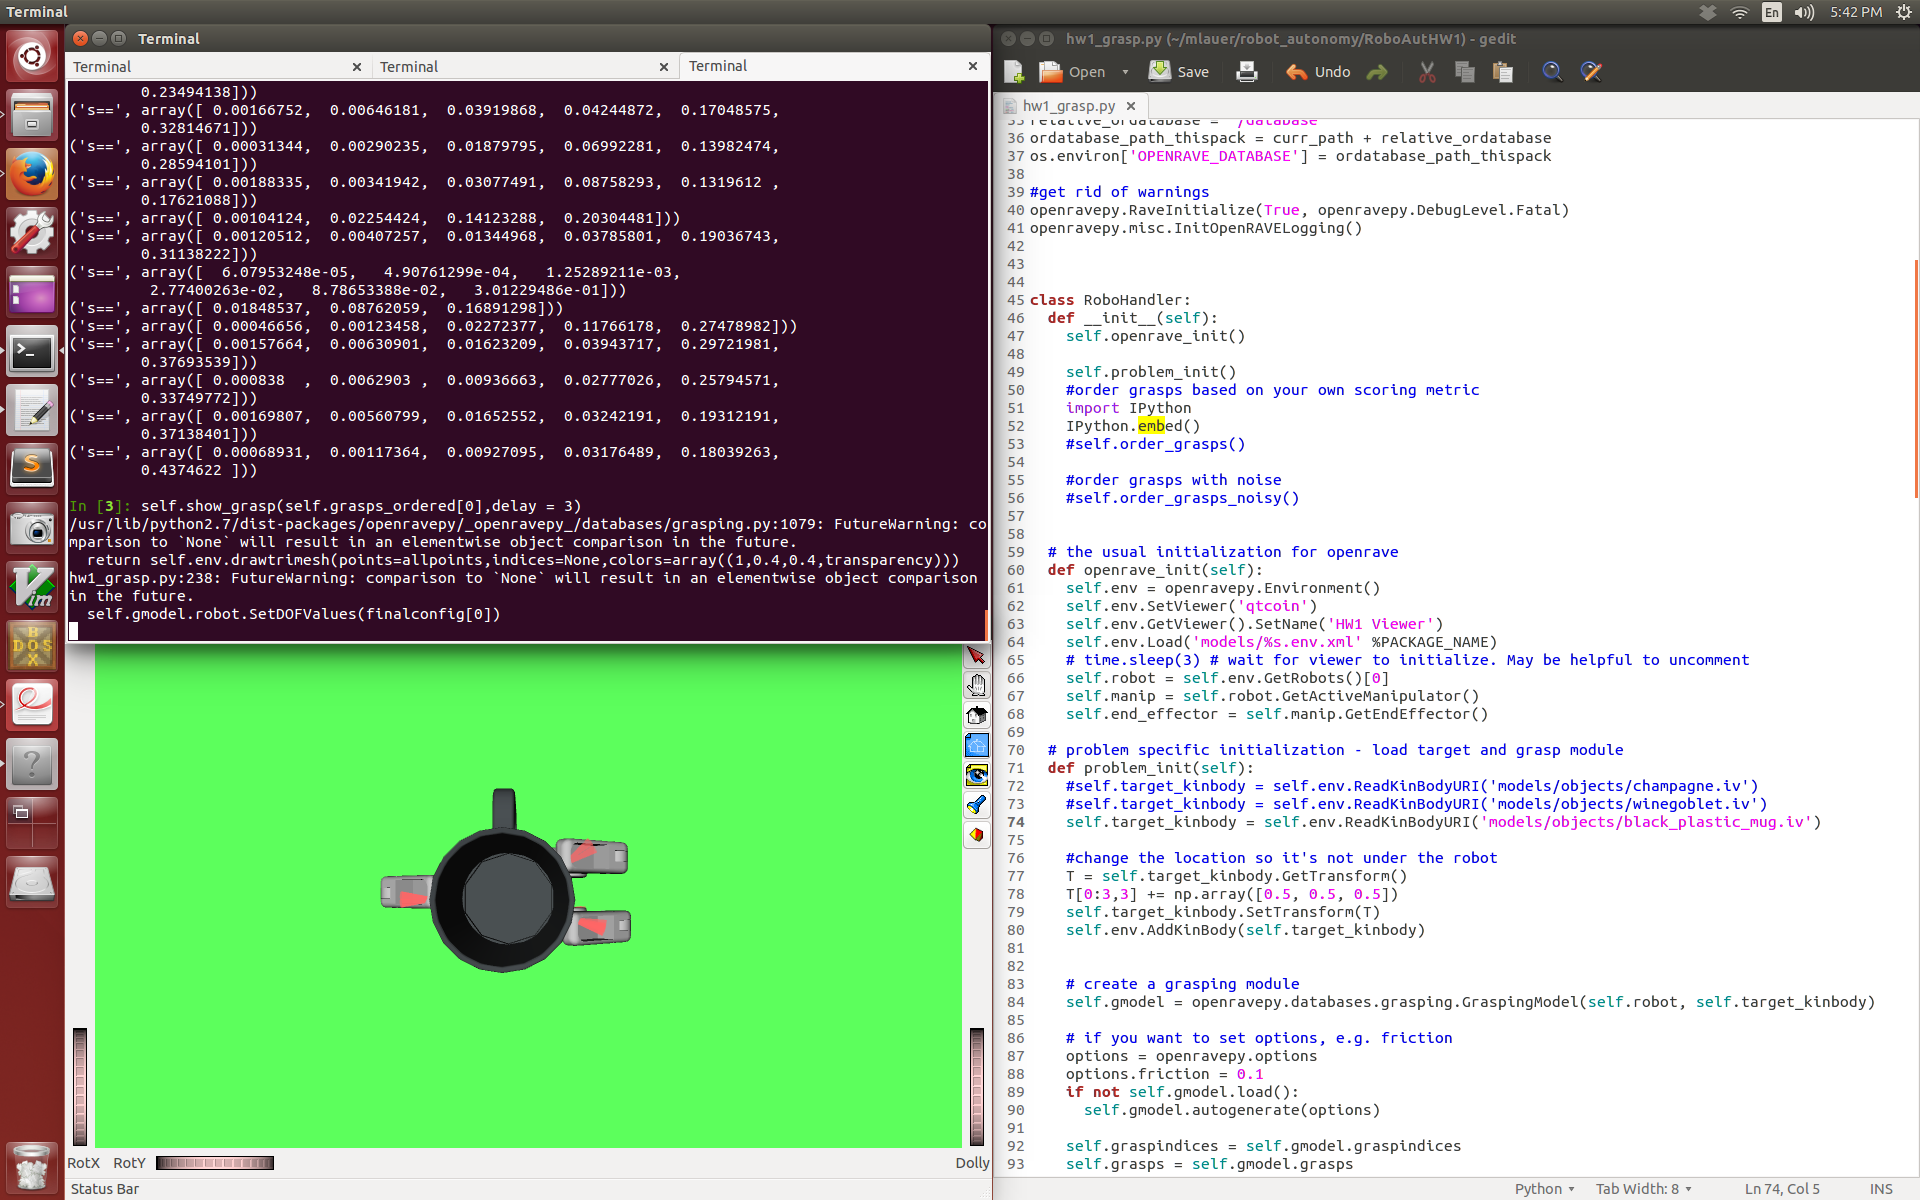 Terminal
En
5:42 PM
Terminal
Terminal
Terminal
Terminal
0.23494138]))
('s==', array([ 0.00166752,  0.00646181,  0.03919868,  0.04244872,  0.17048575,
0.32814671]))
('s==', array([ 0.00031344,  0.00290235,  0.01879795,  0.06992281,  0.13982474,
0.28594101]))
('s==', array([ 0.00188335,  0.00341942,  0.03077491,  0.08758293,  0.1319612 ,
0.17621088]))
('s==', array([ 0.00104124,  0.02254424,  0.14123288,  0.20304481]))
('s==', array([ 0.00120512,  0.00407257,  0.01344968,  0.03785801,  0.19036743,
0.31138222]))
('s==', array([  6.07953248e-05,   4.90761299e-04,   1.25289211e-03,
2.77400263e-02,   8.78653388e-02,   3.01229486e-01]))
('s==', array([ 0.01848537,  0.08762059,  0.16891298]))
('s==', array([ 0.00046656,  0.00123458,  0.02272377,  0.11766178,  0.27478982]))
('s==', array([ 0.00157664,  0.00630901,  0.01623209,  0.03943717,  0.29721981,
0.37693539]))
('s==', array([ 0.000838  ,  0.0062903 ,  0.00936663,  0.02777026,  0.25794571,
0.33749772]))
('s==', array([ 0.00169807,  0.00560799,  0.01652552,  0.03242191,  0.19312191,
0.37138401]))
('s==', array([ 0.00068931,  0.00117364,  0.00927095,  0.03176489,  0.18039263,
0.4374622 ]))
In [3]: self.show_grasp(self.grasps_ordered[0],delay = 3)
/usr/lib/python2.7/dist-packages/openravepy/_openravepy_/databases/grasping.py:1079: FutureWarning: co
mparison to `None` will result in an elementwise object comparison in the future.
return self.env.drawtrimesh(points=allpoints,indices=None,colors=array((1,0.4,0.4,transparency)))
hw1_grasp.py:238: FutureWarning: comparison to `None` will result in an elementwise object comparison
in the future.
self.gmodel.robot.SetDOFValues(finalconfig[0])
RotX RotY
Dolly
Status Bar
hw1_grasp.py (~/mlauer/robot_autonomy/RoboAutHW1) - gedit
Open Save Undo
hw1_grasp.py
35 relative_ordatabase = '/database'
36 ordatabase_path_thispack = curr_path + relative_ordatabase
37 os.environ['OPENRAVE_DATABASE'] = ordatabase_path_thispack
38
39 #get rid of warnings
40 openravepy.RaveInitialize(True, openravepy.DebugLevel.Fatal)
41 openravepy.misc.InitOpenRAVELogging()
42
43
44
45 class RoboHandler:
46 def __init__(self):
47 self.openrave_init()
48
49 self.problem_init()
50 #order grasps based on your own scoring metric
51 import IPython
52 IPython.embed()
53 #self.order_grasps()
54
55 #order grasps with noise
56 #self.order_grasps_noisy()
57
58
59 # the usual initialization for openrave
60 def openrave_init(self):
61 self.env = openravepy.Environment()
62 self.env.SetViewer('qtcoin')
63 self.env.GetViewer().SetName('HW1 Viewer')
64 self.env.Load('models/%s.env.xml' %PACKAGE_NAME)
65 # time.sleep(3) # wait for viewer to initialize. May be helpful to uncomment
66 self.robot = self.env.GetRobots()[0]
67 self.manip = self.robot.GetActiveManipulator()
68 self.end_effector = self.manip.GetEndEffector()
69
70 # problem specific initialization - load target and grasp module
71 def problem_init(self):
72 #self.target_kinbody = self.env.ReadKinBodyURI('models/objects/champagne.iv')
73 #self.target_kinbody = self.env.ReadKinBodyURI('models/objects/winegoblet.iv')
74 self.target_kinbody = self.env.ReadKinBodyURI('models/objects/black_plastic_mug.iv')
75
76 #change the location so it's not under the robot
77 T = self.target_kinbody.GetTransform()
78 T[0:3,3] += np.array([0.5, 0.5, 0.5])
79 self.target_kinbody.SetTransform(T)
80 self.env.AddKinBody(self.target_kinbody)
81
82
83 # create a grasping module
84 self.gmodel = openravepy.databases.grasping.GraspingModel(self.robot, self.target_kinbody)
85
86 # if you want to set options, e.g. friction
87 options = openravepy.options
88 options.friction = 0.1
89 if not self.gmodel.load():
90 self.gmodel.autogenerate(options)
91
92 self.graspindices = self.gmodel.graspindices
93 self.grasps = self.gmodel.grasps
Python Tab Width: 8 Ln 74, Col 5 INS